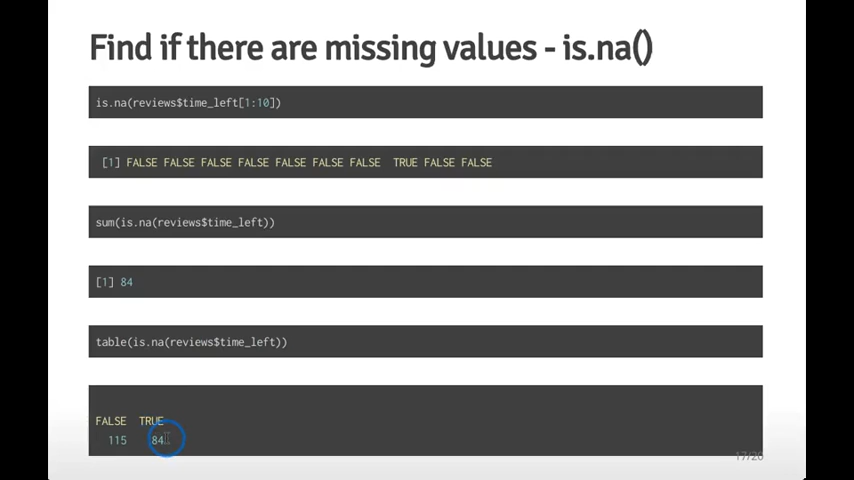 Find if there are missing values - is.na()
is.na(reviews$time_left[1:10])
[1] FALSE FALSE FALSE FALSE FALSE FALSE FALSE  TRUE FALSE FALSE
sum(is.na(reviews$time_left))
[1] 84
table(is.na(reviews$time_left))
FALSE  TRUE
115    84
17/20